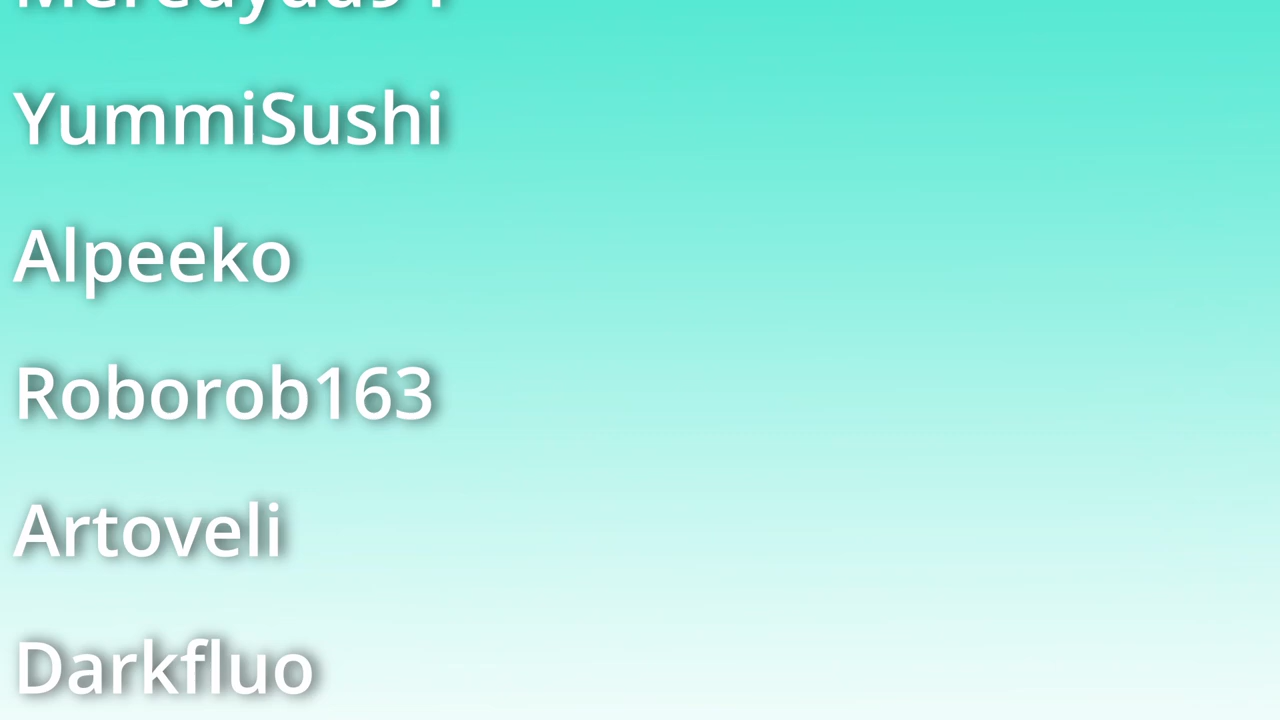 YummiSushi
Alpeeko
Roborob163
Artoveli
Darkfluo